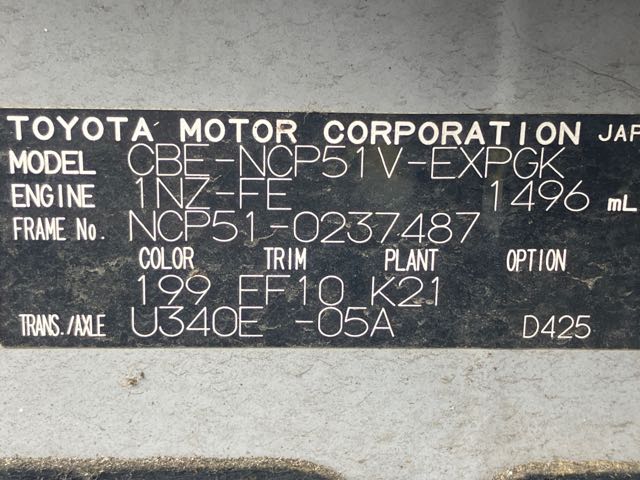 TOYOTA MOTOR CORPORATION JAP
MODEL CBE-NCP51V-EXPGK
ENGINE 1NZ-FE 1496 mL
FRAME No. NCP51-0237487
COLOR TRIM PLANT OPTION
199 FF10 K21
TRANS./AXLE U340E -05A D425